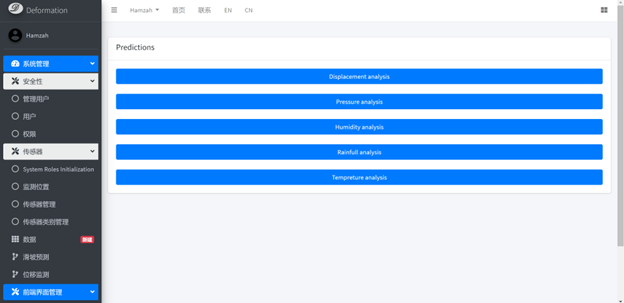 Deformation
Hamzah
首页
联系
EN
CN
Hamzah
系统管理
安全性
管理用户
用户
权限
传感器
System Roles Initialization
监测位置
传感器管理
传感器类别管理
数据
滑坡预测
位移监测
前端界面管理
Predictions
Displacement analysis
Pressure analysis
Humidity analysis
Rainfull analysis
Tempreture analysis